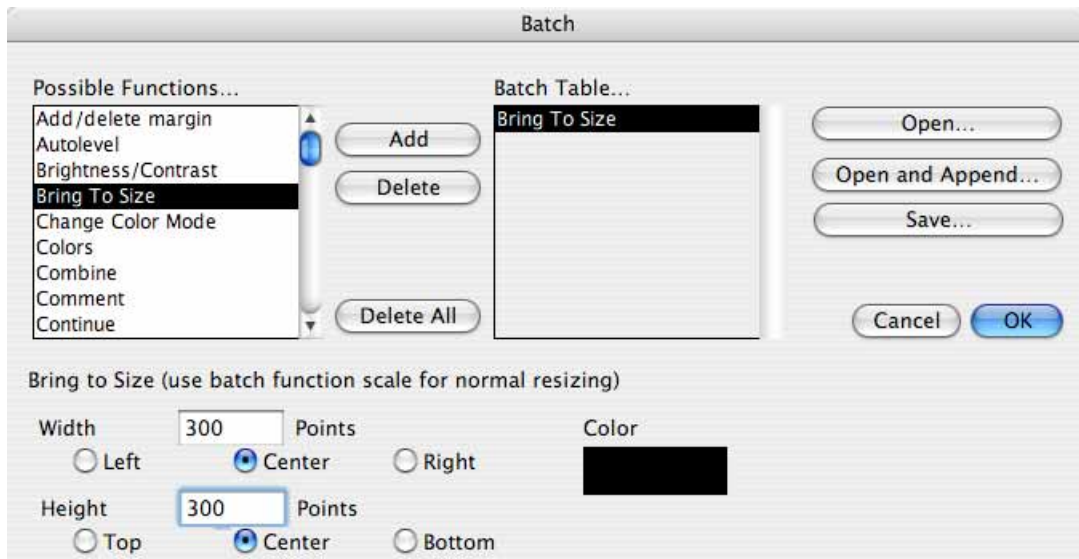 Batch
Possible Functions...
Add/delete margin
Autolevel
Brightness/Contrast
Bring To Size
Change Color Mode
Colors
Combine
Comment
Continue
Add
Delete
Delete All
Batch Table...
Bring To Size
Open...
Open and Append...
Save...
Cancel OK
Bring to Size (use batch function scale for normal resizing)
Width 300 Points Color
Left Center Right
Height 300 Points
Top Center Bottom